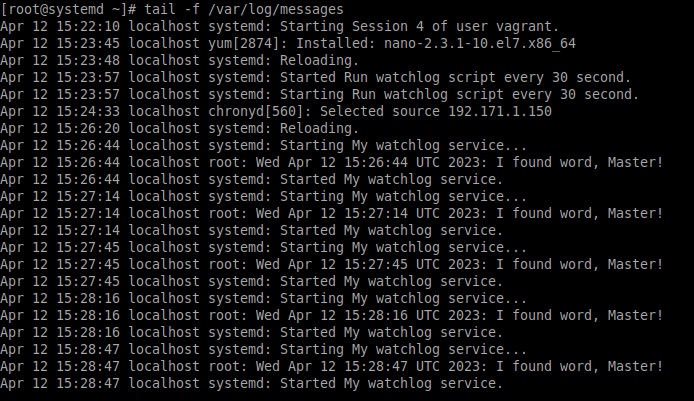 [root@systemd ~]# tail -f /var/log/messages
Apr 12 15:22:10 localhost systemd: Starting Session 4 of user vagrant.
Apr 12 15:23:45 localhost yum[2874]: Installed: nano-2.3.1-10.el7.x86_64
Apr 12 15:23:48 localhost systemd: Reloading.
Apr 12 15:23:57 localhost systemd: Started Run watchlog script every 30 second.
Apr 12 15:23:57 localhost systemd: Starting Run watchlog script every 30 second.
Apr 12 15:24:33 localhost chronyd[560]: Selected source 192.171.1.150
Apr 12 15:26:20 localhost systemd: Reloading.
Apr 12 15:26:44 localhost systemd: Starting My watchlog service...
Apr 12 15:26:44 localhost root: Wed Apr 12 15:26:44 UTC 2023: I found word, Master!
Apr 12 15:26:44 localhost systemd: Started My watchlog service.
Apr 12 15:27:14 localhost systemd: Starting My watchlog service...
Apr 12 15:27:14 localhost root: Wed Apr 12 15:27:14 UTC 2023: I found word, Master!
Apr 12 15:27:14 localhost systemd: Started My watchlog service.
Apr 12 15:27:45 localhost systemd: Starting My watchlog service...
Apr 12 15:27:45 localhost root: Wed Apr 12 15:27:45 UTC 2023: I found word, Master!
Apr 12 15:27:45 localhost systemd: Started My watchlog service.
Apr 12 15:28:16 localhost systemd: Starting My watchlog service...
Apr 12 15:28:16 localhost root: Wed Apr 12 15:28:16 UTC 2023: I found word, Master!
Apr 12 15:28:16 localhost systemd: Started My watchlog service.
Apr 12 15:28:47 localhost systemd: Starting My watchlog service...
Apr 12 15:28:47 localhost root: Wed Apr 12 15:28:47 UTC 2023: I found word, Master!
Apr 12 15:28:47 localhost systemd: Started My watchlog service.